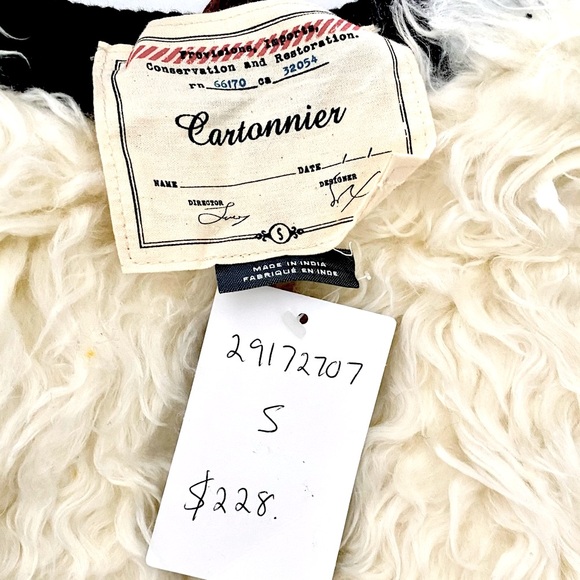 Provisions, Imports,
Conservation and Restoration.
rn 66170 ca 32054
Cartonnier
NAME DATE / /
DIRECTOR DESIGNER
S
MADE IN INDIA
FABRIQUÉ EN INDE
29172707
S
$228.